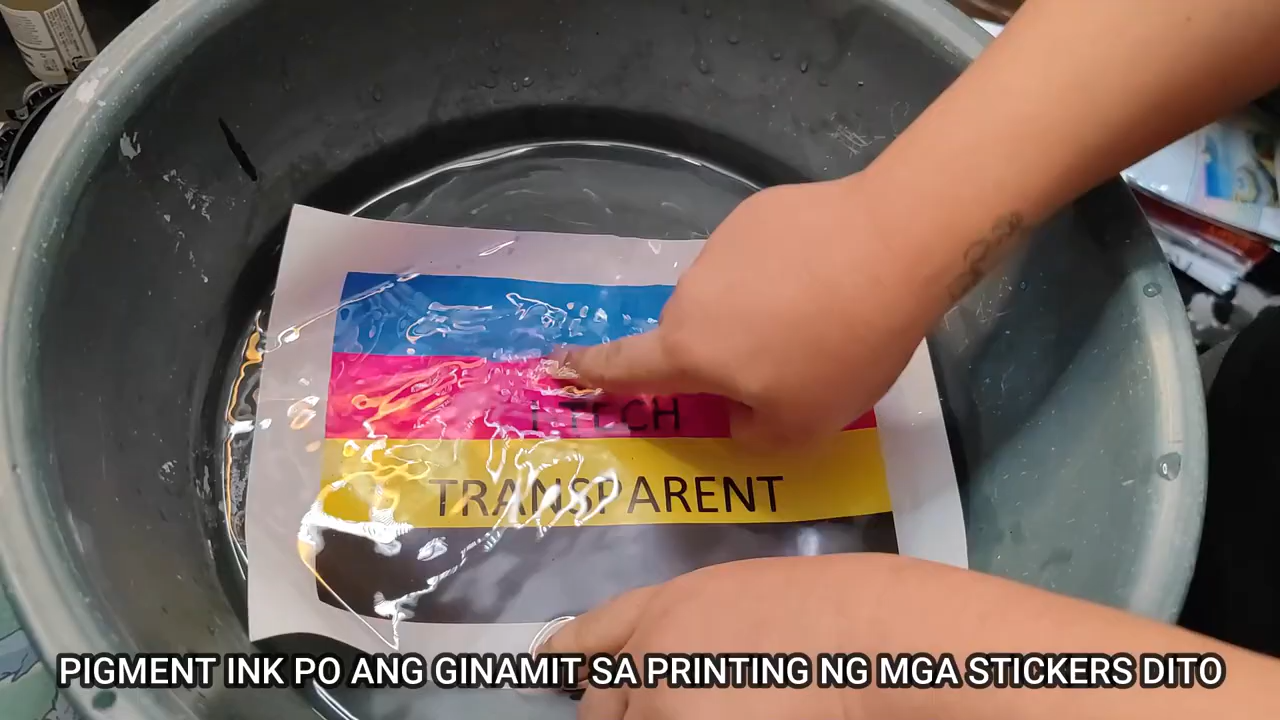 I-TECH
TRANSPARENT
PIGMENT INK PO ANG GINAMIT SA PRINTING NG MGA STICKERS DITO